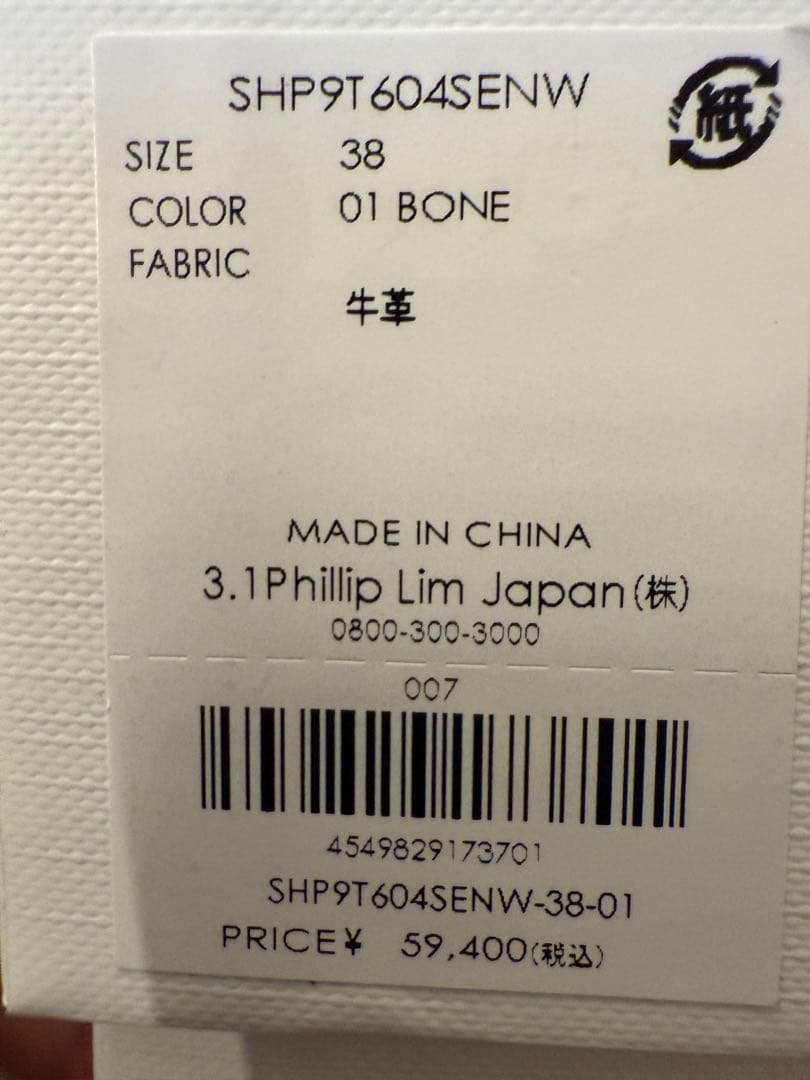 SHP9T604SENW
紙
SIZE 38
COLOR 01 BONE
FABRIC
牛革
MADE IN CHINA
3.1Phillip Lim Japan(株)
0800-300-3000
007
4549829173701
SHP9T604SENW-38-01
PRICE¥ 59,400(税込)